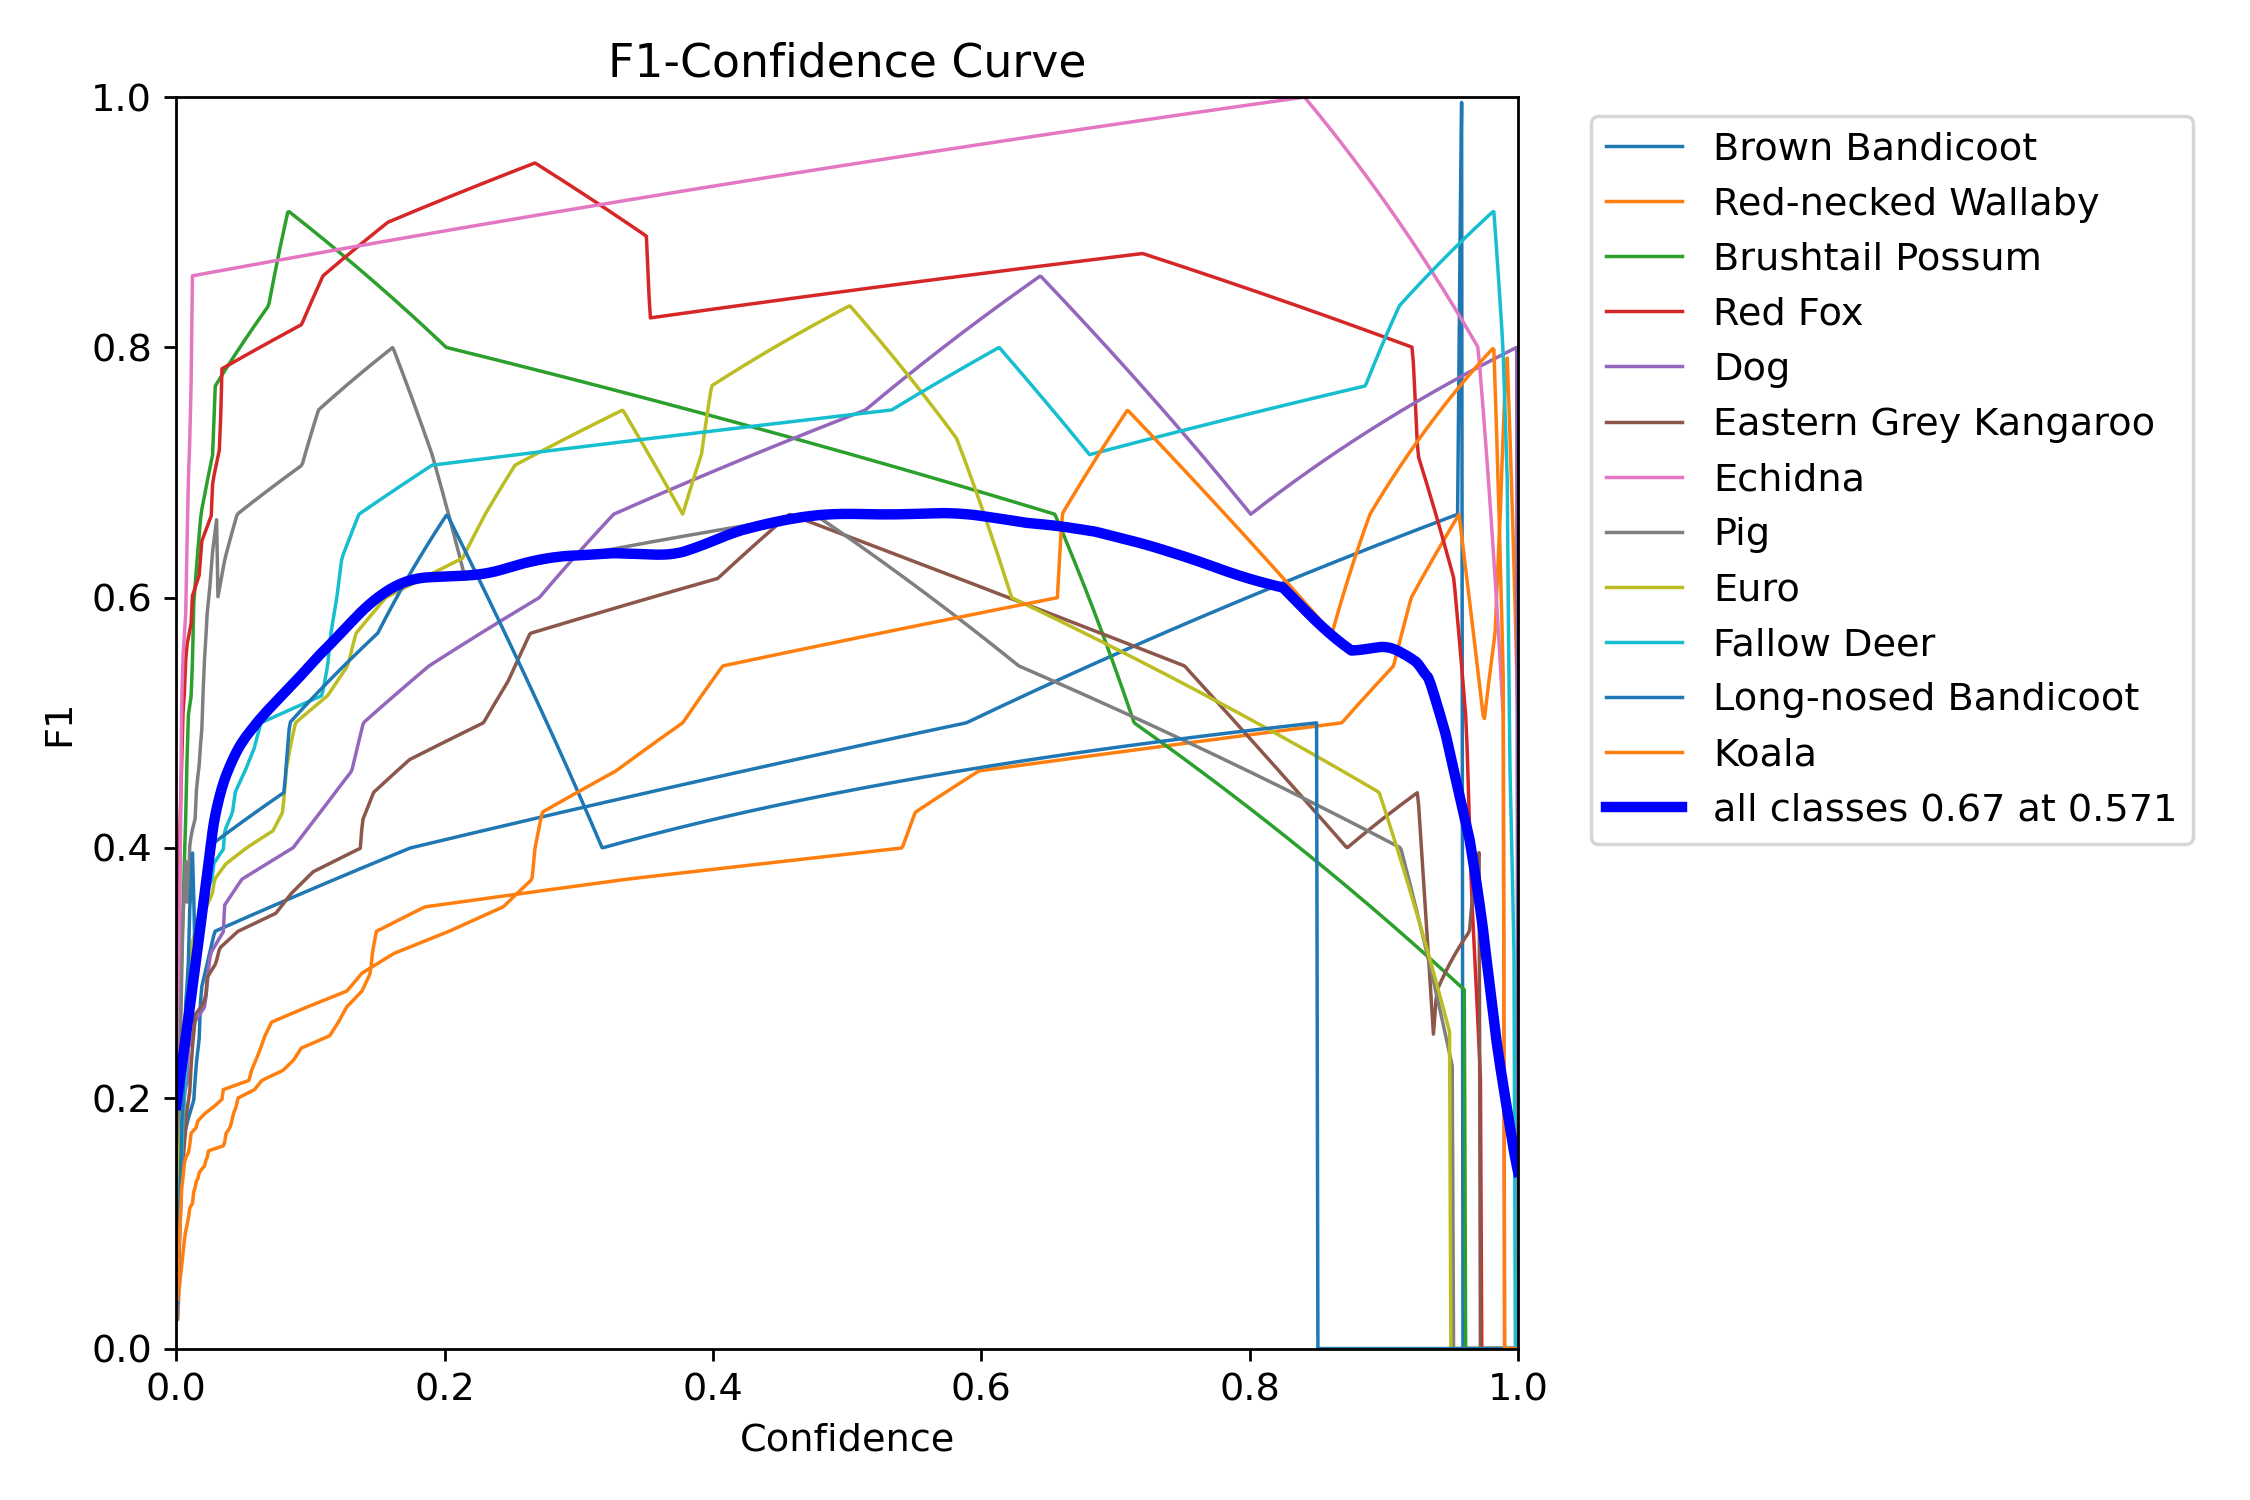 F1-Confidence Curve
1.0
0.8
0.6
0.4
0.2
0.0
F1
0.0 0.2 0.4 0.6 0.8 1.0
Confidence
Brown Bandicoot
Red-necked Wallaby
Brushtail Possum
Red Fox
Dog
Eastern Grey Kangaroo
Echidna
Pig
Euro
Fallow Deer
Long-nosed Bandicoot
Koala
all classes 0.67 at 0.571